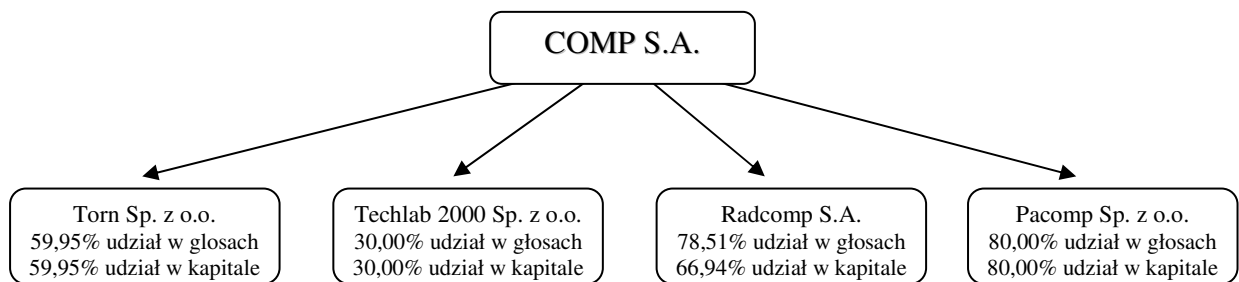 COMP S.A.
Torn Sp. z o.o.
59,95% udział w glosach
59,95% udział w kapitale
Techlab 2000 Sp. z o.o.
30,00% udział w głosach
30,00% udział w kapitale
Radcomp S.A.
78,51% udział w głosach
66,94% udział w kapitale
Pacomp Sp. z o.o.
80,00% udział w głosach
80,00% udział w kapitale